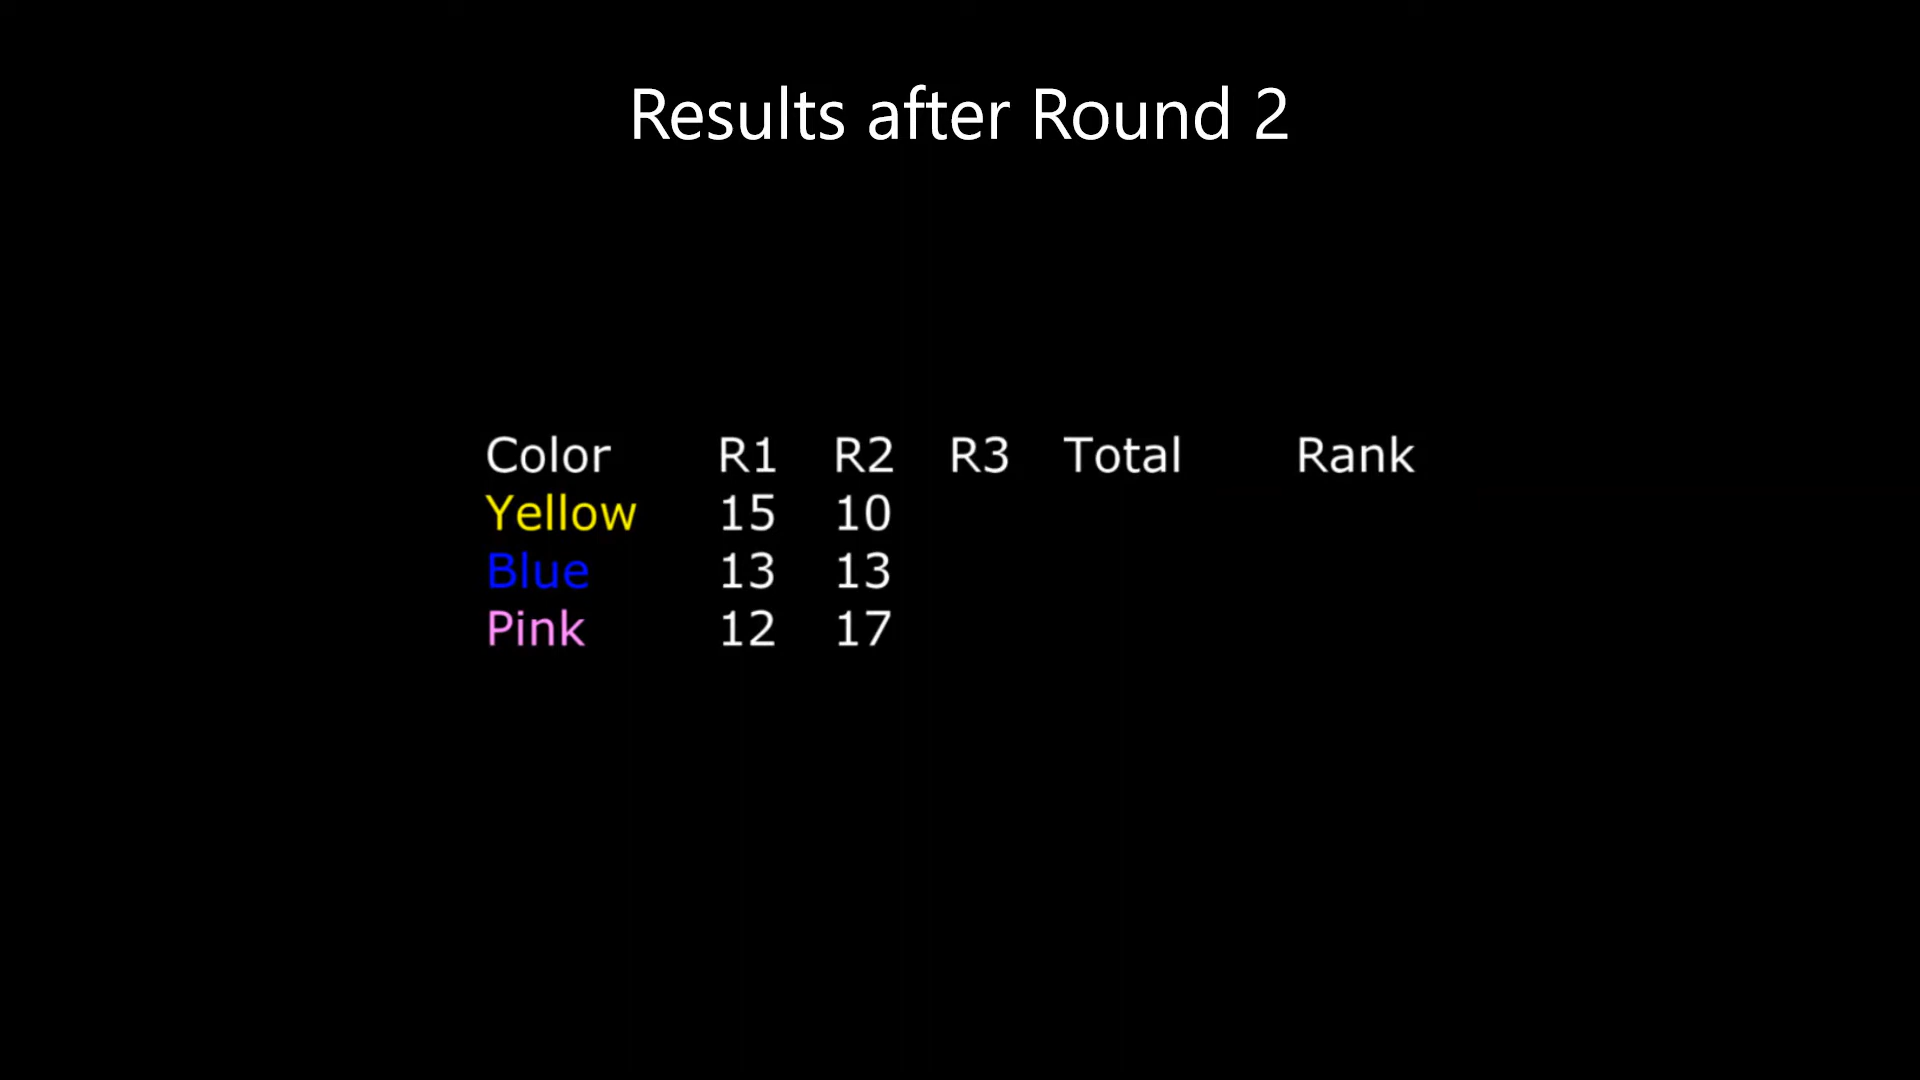 Results after Round 2
Color R1 R2 R3 Total Rank
Yellow 15 10
Blue 13 13
Pink 12 17